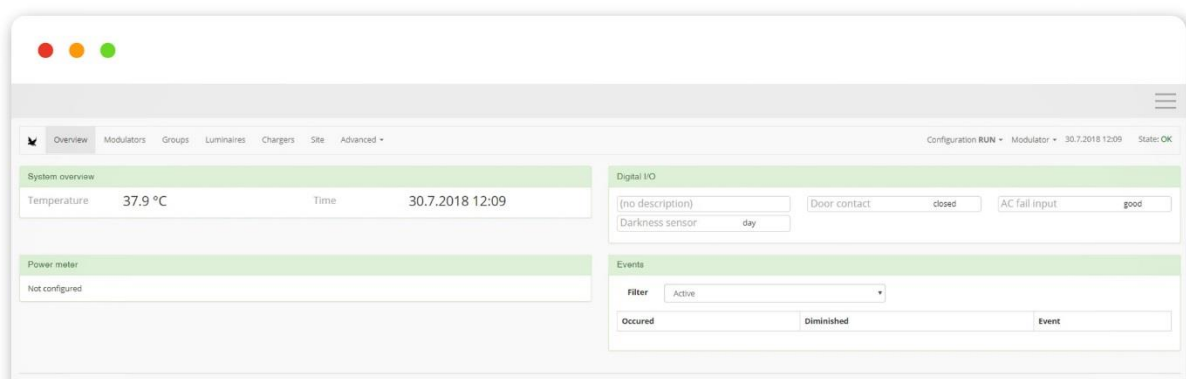 Overview Modulators Groups Luminaires Chargers Site Advanced Configuration RUN Modulator 30.7.2018 12:09 State: OK
System overview
Temperature 37.9 °C Time 30.7.2018 12:09
Digital I/O
(no description) Door contact closed AC fail input good
Darkness sensor day
Power meter
Not configured
Events
Filter Active
Occured Diminished Event